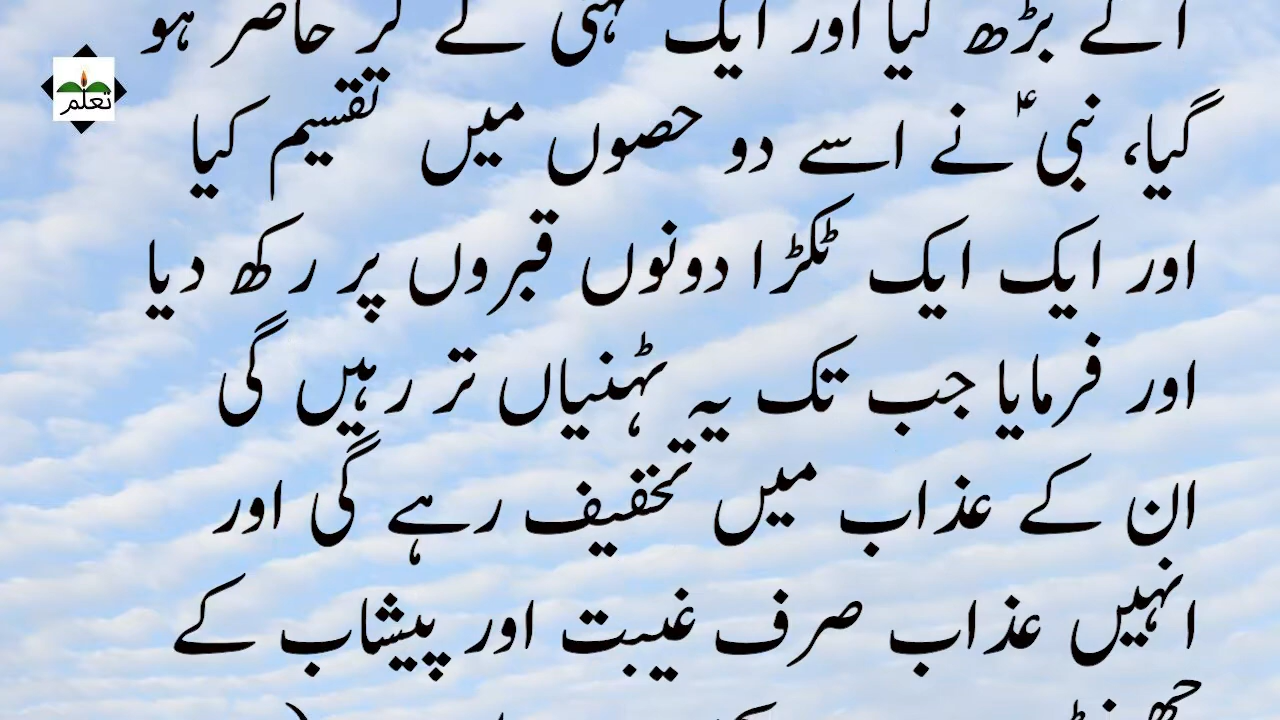 آگے بڑھ گیا اور ایک ٹہنی لے کر حاضر ہو
تعلم
گیا، نبی ؑ نے اسے دو حصوں میں تقسیم کیا
اور ایک ایک ٹکڑا دونوں قبروں پر رکھ دیا
اور فرمایا جب تک یہ ٹہنیاں تر رہیں گی
ان کے عذاب میں تخفیف رہے گی اور
انہیں عذاب صرف غیبت اور پیشاب کے